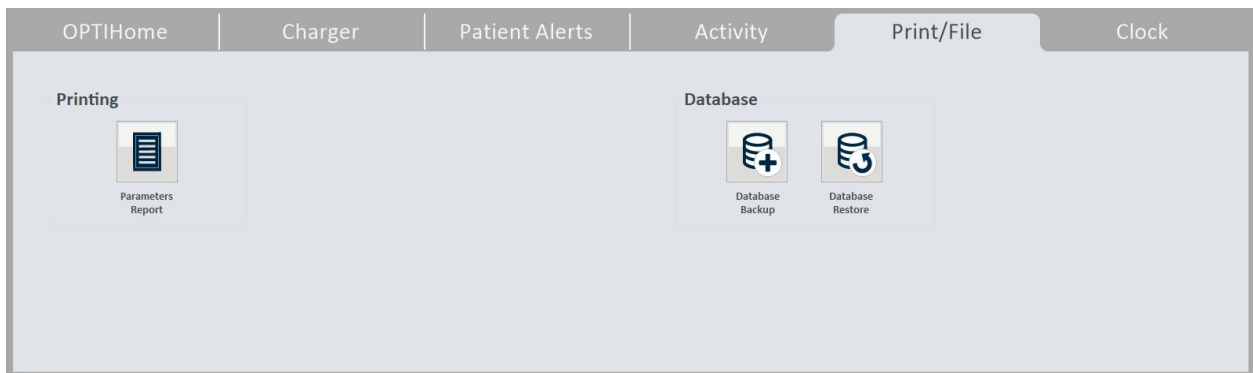 OPTIHome
Charger
Patient Alerts
Activity
Print/File
Clock
Printing
Parameters
Report
Database
Database
Backup
Database
Restore